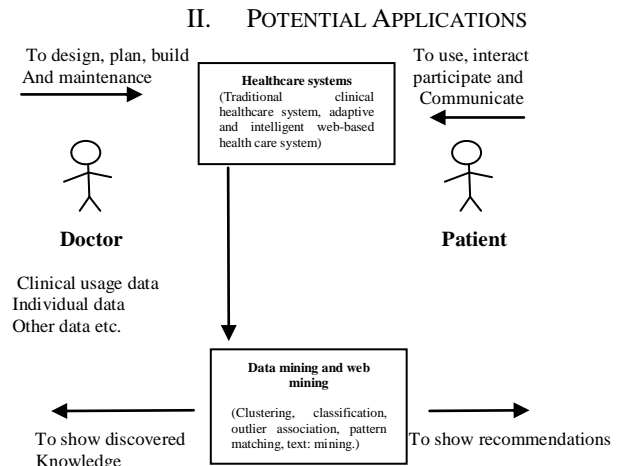 II. POTENTIAL APPLICATIONS
To design, plan, build
And maintenance
Healthcare systems
(Traditional clinical
healthcare system, adaptive
and intelligent web-based
health care system)
To use, interact
participate and
Communicate
Doctor
Patient
Clinical usage data
Individual data
Other data etc.
Data mining and web
mining
(Clustering, classification,
outlier association, pattern
matching, text: mining.)
To show discovered
Knowledge
To show recommendations